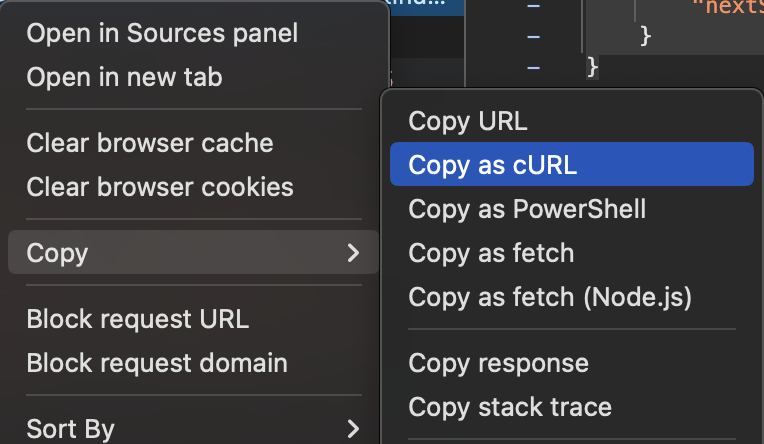 "nextS
}
}
Open in Sources panel
Open in new tab
Clear browser cache
Clear browser cookies
Copy
Block request URL
Block request domain
Sort By
Copy URL
Copy as cURL
Copy as PowerShell
Copy as fetch
Copy as fetch (Node.js)
Copy response
Copy stack trace